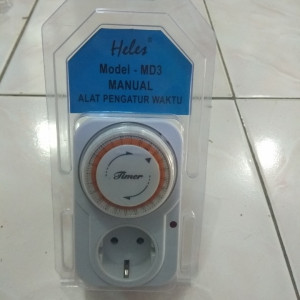 Heles®
Model - MD3
MANUAL
ALAT PENGATUR WAKTU
Timer